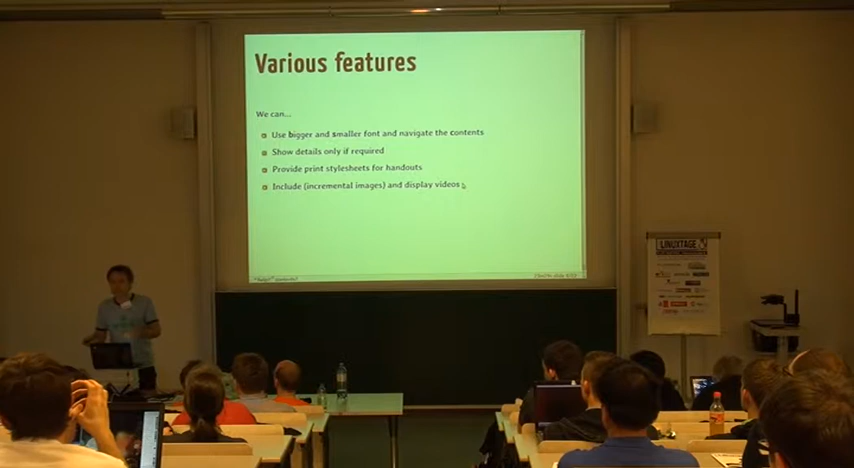 Various features
We can...
Use bigger and smaller font and navigate the contents
Show details only if required
Provide print stylesheets for handouts
Include (incremental images) and display videos
LINUXTAGE